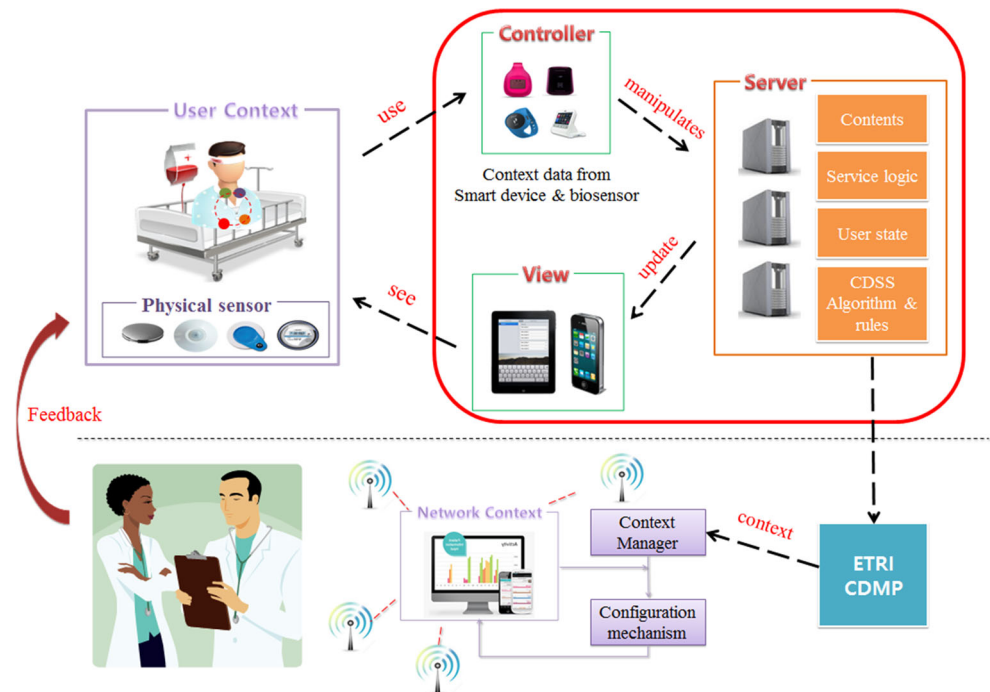 Controller
manipulates
Server
User Context
use
Contents
Context data from
Smart device & biosensor
Service logic
User state
update
View
see
Physical sensor
CDSS
Algorithm &
rules
Feedback
Network Context
Context
Manager
context
ETRI
CDMP
Configuration
mechanism